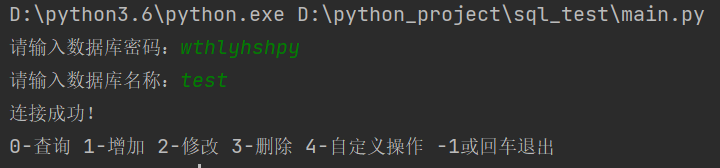 D:\python3.6\python.exe D:\python_project\sql_test\main.py
请输入数据库密码：wthlyhshpy
请输入数据库名称：test
连接成功！
0-查询 1-增加 2-修改 3-删除 4-自定义操作 -1或回车退出